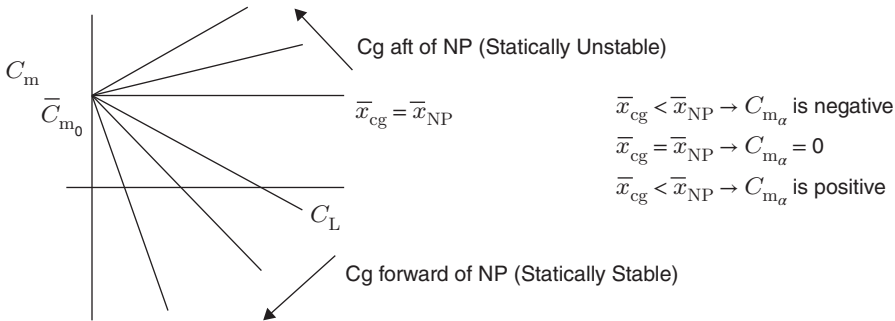 Cg aft of NP (Statically Unstable)
C_m
C̅_m₀
x̅_cg = x̅_NP
x̅_cg < x̅_NP → C_mα is negative
x̅_cg = x̅_NP → C_mα = 0
x̅_cg < x̅_NP → C_mα is positive
C_L
Cg forward of NP (Statically Stable)